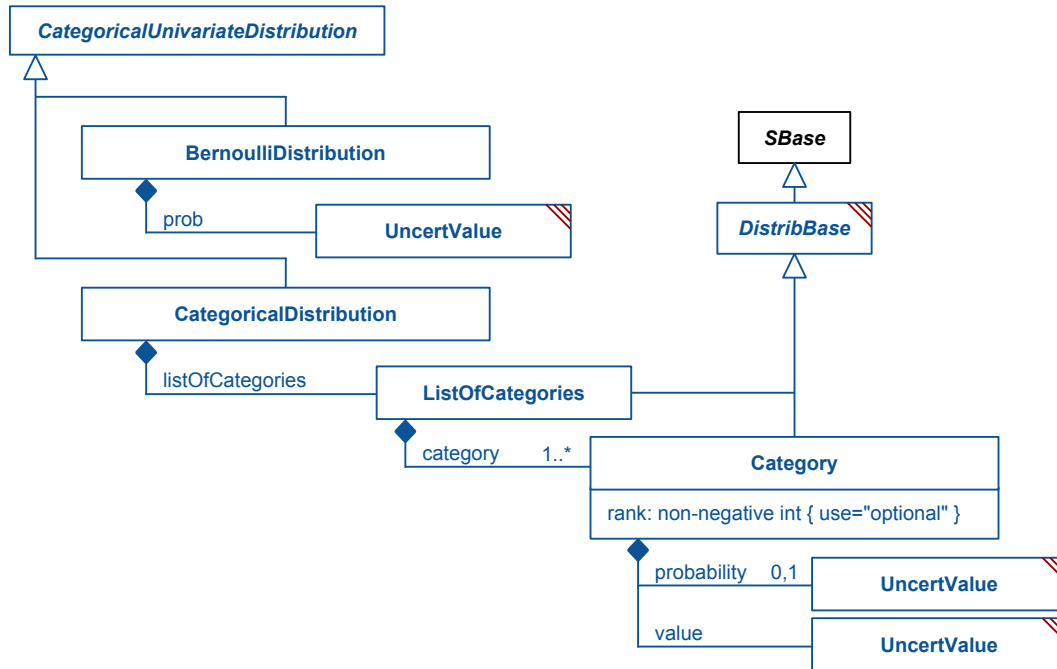 CategoricalUnivariateDistribution
BernoulliDistribution
SBase
prob
UncertValue
DistribBase
CategoricalDistribution
listOfCategories
ListOfCategories
category 1..*
Category
rank: non-negative int { use="optional" }
probability 0,1
UncertValue
value
UncertValue